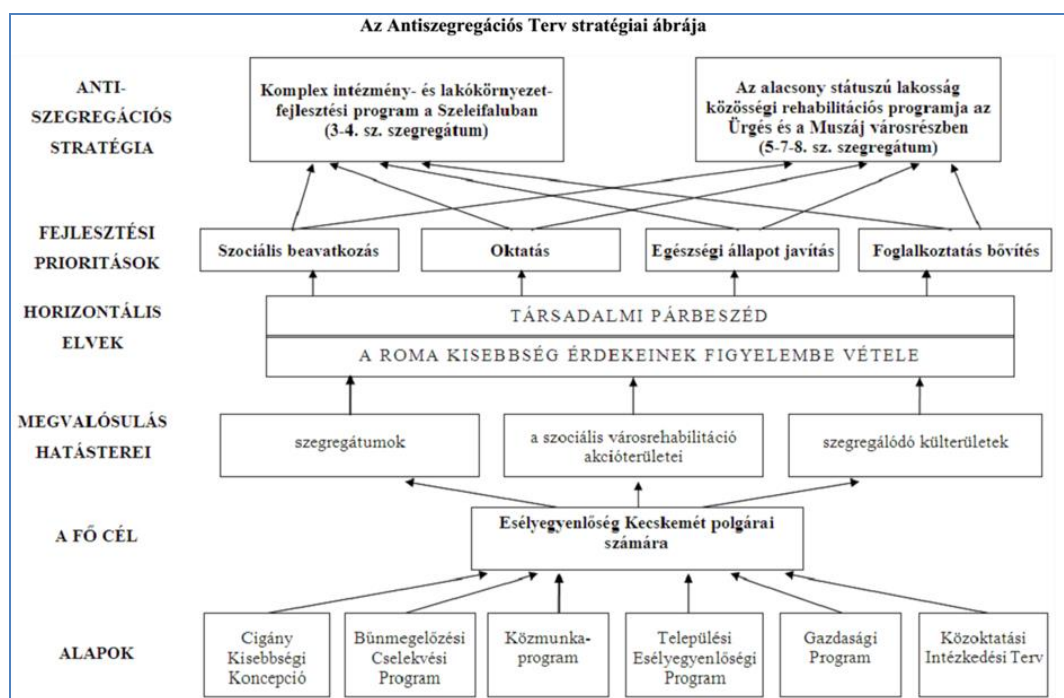 Az Antiszegregációs Terv stratégiai ábrája
ANTI-
SZEGREGÁCIÓS
STRATÉGIA
Komplex intézmény- és lakókörnyezet-
fejlesztési program a Szeleifaluban
(3-4. sz. szegregátum)
Az alacsony státuszú lakosság
közösségi rehabilitációs programja az
Ürgés és a Muszáj városrészben
(5-7-8. sz. szegregátum)
FEJLESZTÉSI
PRIORITÁSOK
Szociális beavatkozás
Oktatás
Egészségi állapot javítás
Foglalkoztatás bővítés
HORIZONTÁLIS
ELVEK
TÁRSADALMI PÁRBESZÉD
A ROMA KISEBBSÉG ÉRDEKEINEK FIGYELEMBE VÉTELE
MEGVALÓSULÁS
HATÁSTEREI
szegregátumok
a szociális városrehabilitáció
akcióterületei
szegregálódó külterületek
A FŐ CÉL
Esélyegyenlőség Kecskemét polgárai
számára
ALAPOK
Cigány
Kisebbségi
Koncepció
Bűnmegelőzési
Cselekvési
Program
Közmunka-
program
Települési
Esélyegyenlőségi
Program
Gazdasági
Program
Közoktatási
Intézkedési Terv